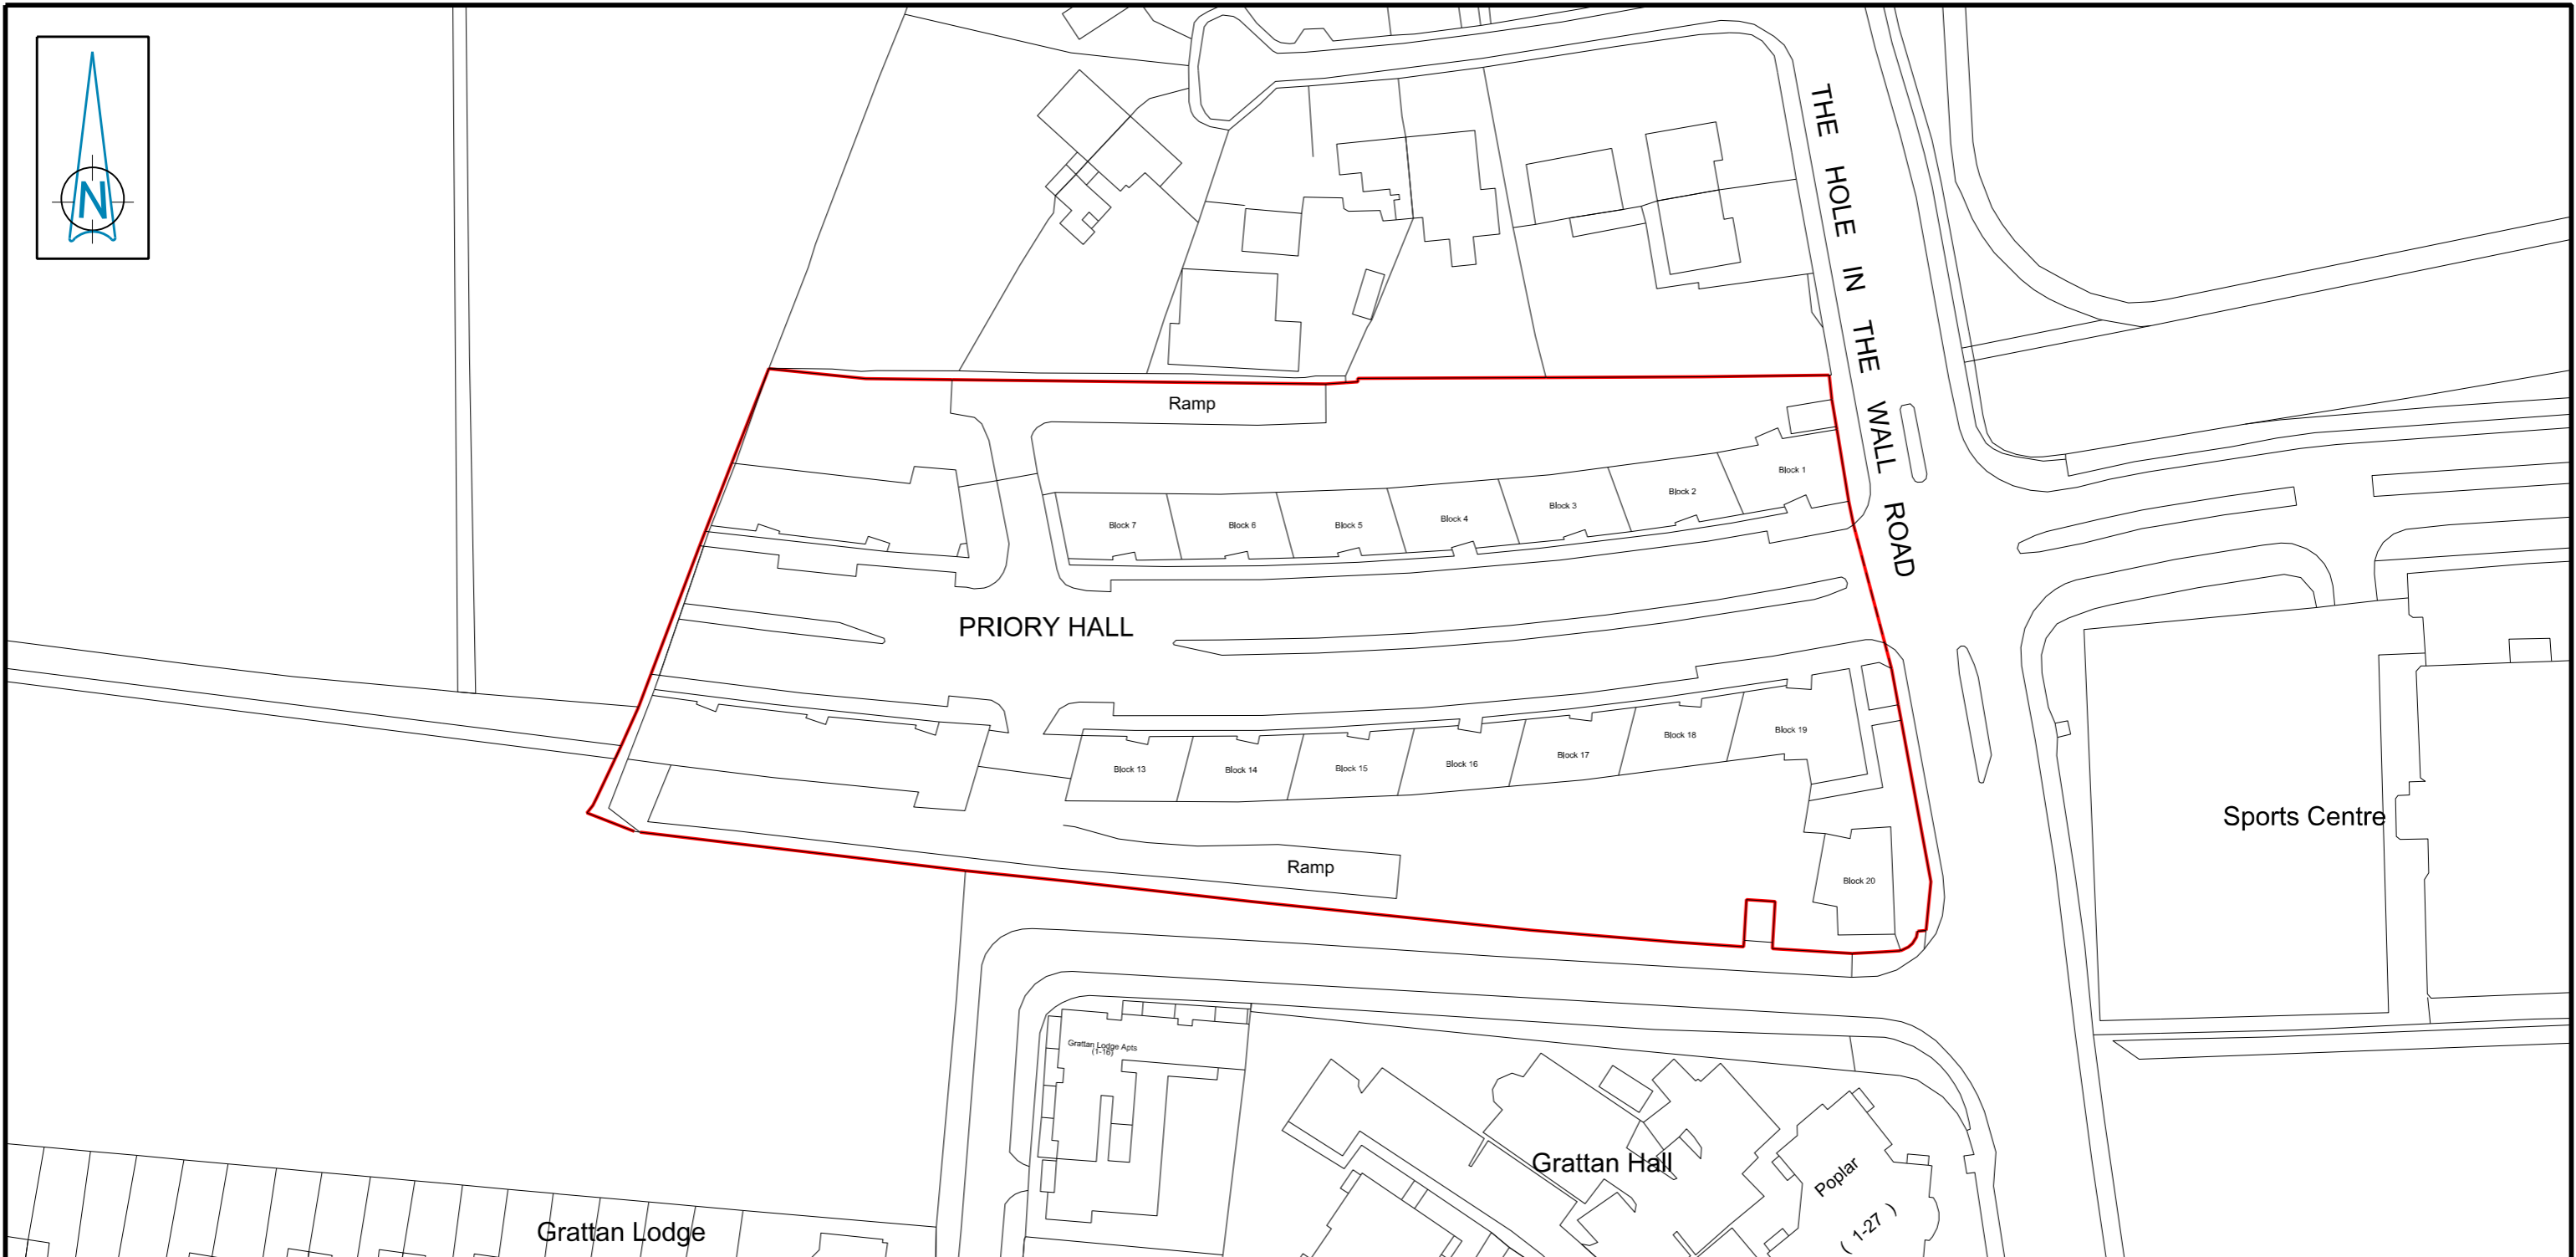 N
THE HOLE IN THE WALL ROAD
Ramp
Block 1
Block 2
Block 3
Block 4
Block 5
Block 6
Block 7
PRIORY HALL
Block 13
Block 14
Block 15
Block 16
Block 17
Block 18
Block 19
Sports Centre
Ramp
Block 20
Grattan Lodge Apts
(1-16)
Grattan Hall
Poplar
( 1-27 )
Grattan Lodge